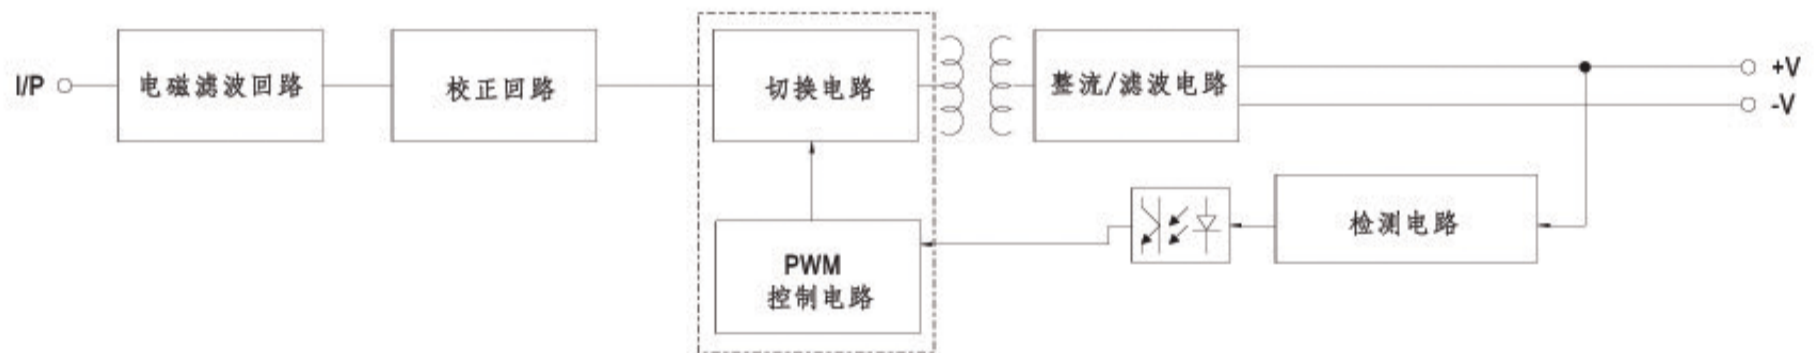 I/P
电磁滤波回路
校正回路
切换电路
整流/滤波电路
+V
-V
检测电路
PWM
控制电路